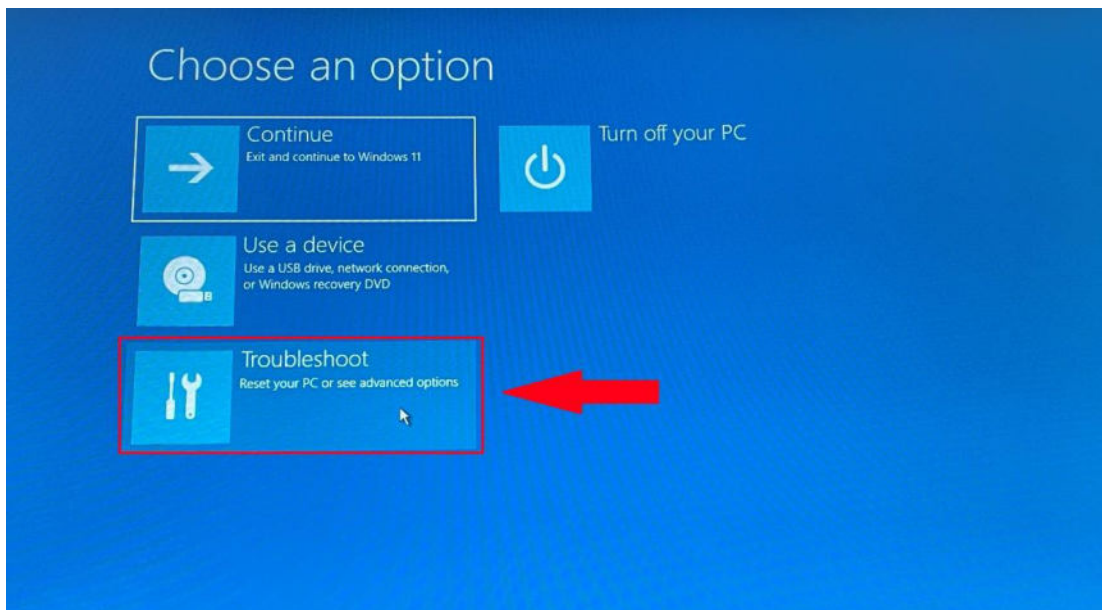 Choose an option
Continue
Exit and continue to Windows 11
Turn off your PC
Use a device
Use a USB drive, network connection,
or Windows recovery DVD
Troubleshoot
Reset your PC or see advanced options